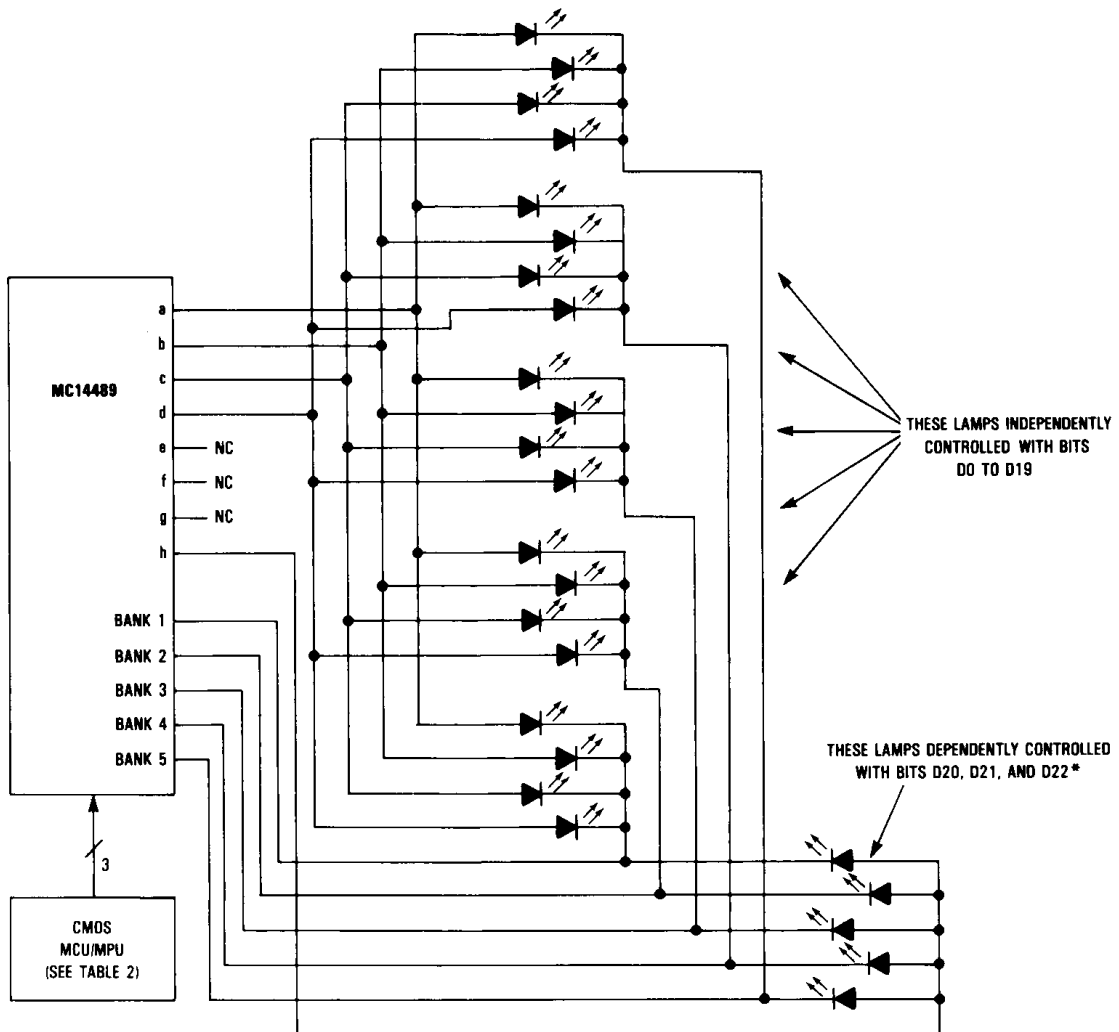 a
b
MC14489
c
d
e NC
f NC
g NC
h
THESE LAMPS INDEPENDENTLY
CONTROLLED WITH BITS
D0 TO D19
BANK 1
BANK 2
BANK 3
BANK 4
BANK 5
THESE LAMPS DEPENDENTLY CONTROLLED
WITH BITS D20, D21, AND D22*
3
CMOS
MCU/MPU
(SEE TABLE 2)